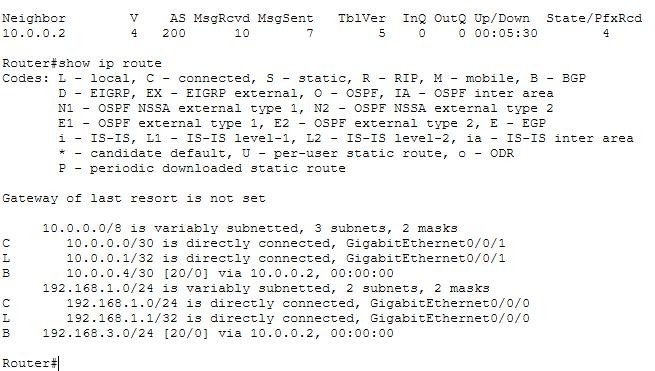 Neighbor        V    AS MsgRcvd MsgSent   TblVer  InQ OutQ Up/Down  State/PfxRcd
10.0.0.2        4   200      10       7        5    0    0 00:05:30        4
Router#show ip route
Codes: L - local, C - connected, S - static, R - RIP, M - mobile, B - BGP
       D - EIGRP, EX - EIGRP external, O - OSPF, IA - OSPF inter area
       N1 - OSPF NSSA external type 1, N2 - OSPF NSSA external type 2
       E1 - OSPF external type 1, E2 - OSPF external type 2, E - EGP
       i - IS-IS, L1 - IS-IS level-1, L2 - IS-IS level-2, ia - IS-IS inter area
       * - candidate default, U - per-user static route, o - ODR
       P - periodic downloaded static route
Gateway of last resort is not set
     10.0.0.0/8 is variably subnetted, 3 subnets, 2 masks
C       10.0.0.0/30 is directly connected, GigabitEthernet0/0/1
L       10.0.0.1/32 is directly connected, GigabitEthernet0/0/1
B       10.0.0.4/30 [20/0] via 10.0.0.2, 00:00:00
     192.168.1.0/24 is variably subnetted, 2 subnets, 2 masks
C       192.168.1.0/24 is directly connected, GigabitEthernet0/0/0
L       192.168.1.1/32 is directly connected, GigabitEthernet0/0/0
B    192.168.3.0/24 [20/0] via 10.0.0.2, 00:00:00
Router#